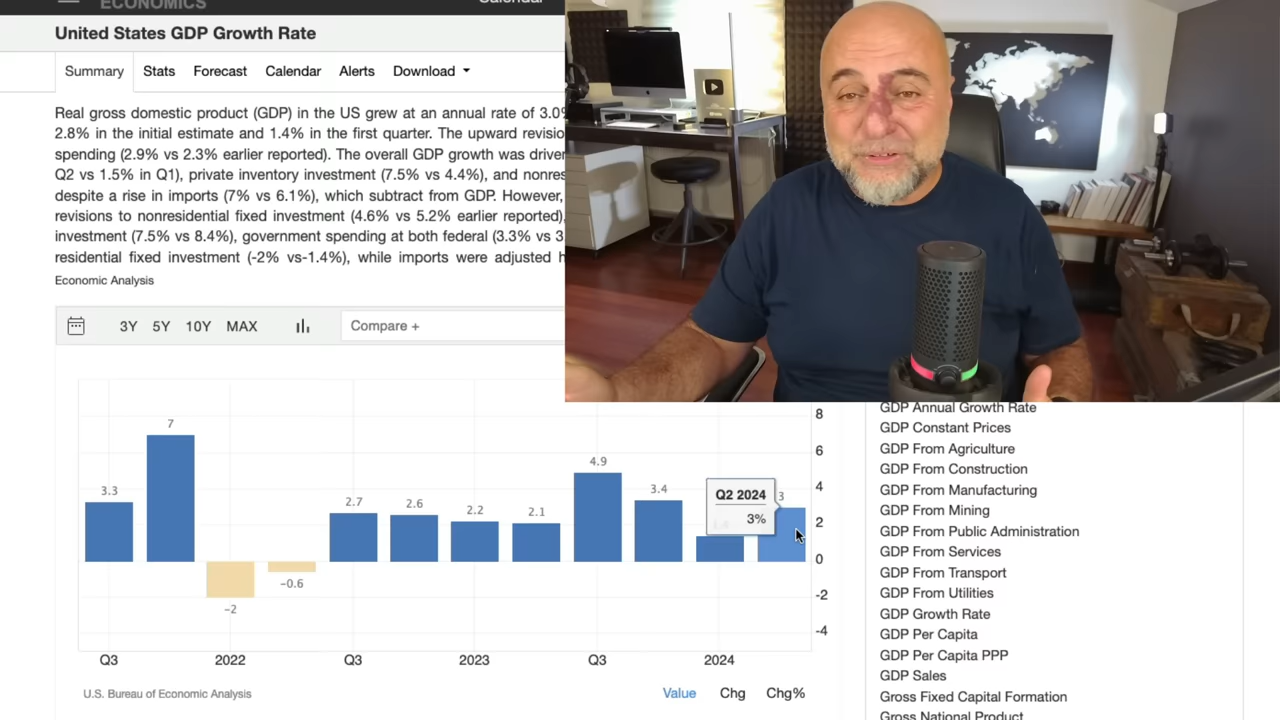 ECONOMICS
Calendar
United States GDP Growth Rate
Summary Stats Forecast Calendar Alerts Download
Real gross domestic product (GDP) in the US grew at an annual rate of 3.0%
2.8% in the initial estimate and 1.4% in the first quarter. The upward revisio
spending (2.9% vs 2.3% earlier reported). The overall GDP growth was driver
Q2 vs 1.5% in Q1), private inventory investment (7.5% vs 4.4%), and nonres
despite a rise in imports (7% vs 6.1%), which subtract from GDP. However,
revisions to nonresidential fixed investment (4.6% vs 5.2% earlier reported),
investment (7.5% vs 8.4%), government spending at both federal (3.3% vs 3
residential fixed investment (-2% vs-1.4%), while imports were adjusted h
Economic Analysis
3Y 5Y 10Y MAX Compare +
8
6
4
2
0
-2
-4
3.3
7
-2
-0.6
2.7
2.6
2.2
2.1
4.9
3.4
3
Q2 2024
3%
Q3 2022 Q3 2023 Q3 2024
U.S. Bureau of Economic Analysis
Value Chg Chg%
GDP Annual Growth Rate
GDP Constant Prices
GDP From Agriculture
GDP From Construction
GDP From Manufacturing
GDP From Mining
GDP From Public Administration
GDP From Services
GDP From Transport
GDP From Utilities
GDP Growth Rate
GDP Per Capita
GDP Per Capita PPP
GDP Sales
Gross Fixed Capital Formation
Gross National Product